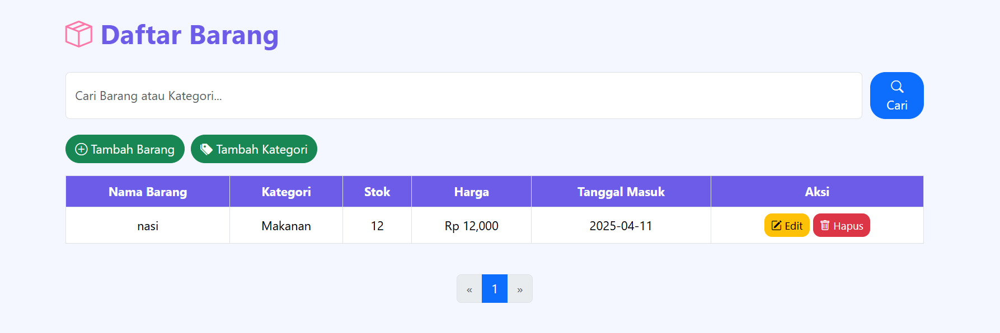 Daftar Barang
Cari Barang atau Kategori...
Cari
Tambah Barang Tambah Kategori
Nama Barang Kategori Stok Harga Tanggal Masuk Aksi
nasi Makanan 12 Rp 12,000 2025-04-11 Edit Hapus
« 1 »